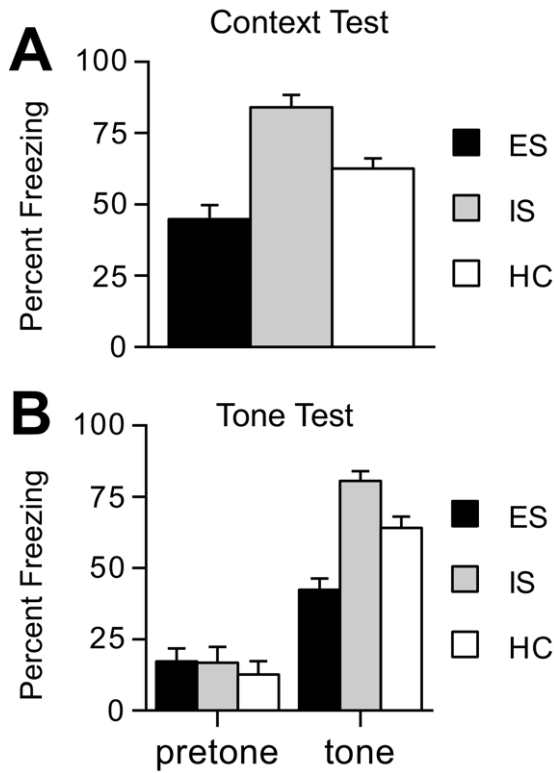 A
Context Test
Percent Freezing
100
75
50
25
0
ES
IS
HC
B
Tone Test
Percent Freezing
100
75
50
25
0
pretone
tone
ES
IS
HC